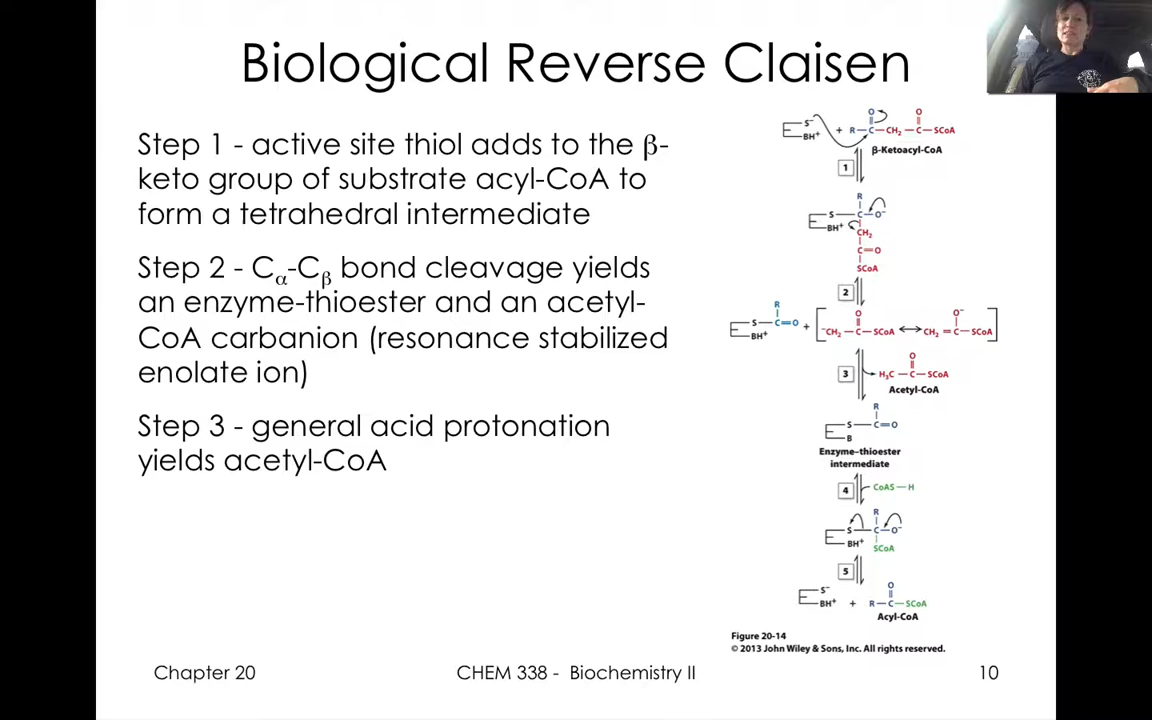 Biological Reverse Claisen
Step 1 - active site thiol adds to the β-
keto group of substrate acyl-CoA to
form a tetrahedral intermediate
Step 2 - Cα-Cβ bond cleavage yields
an enzyme-thioester and an acetyl-
CoA carbanion (resonance stabilized
enolate ion)
Step 3 - general acid protonation
yields acetyl-CoA
S⁻
BH⁺
+
O O
R—C—CH₂—C—SCoA
β-Ketoacyl-CoA
1
R
S—C—O⁻
BH⁺
CH₂
C=O
SCoA
2
R
S—C=O
BH⁺
+
O
⁻CH₂—C—SCoA
O⁻
CH₂=C—SCoA
3
O
H₃C—C—SCoA
Acetyl-CoA
R
S—C=O
B
Enzyme–thioester
intermediate
4
CoAS—H
R
S—C—O⁻
BH⁺
SCoA
5
S⁻
BH⁺
+
O
R—C—SCoA
Acyl-CoA
Figure 20-14
© 2013 John Wiley & Sons, Inc. All rights reserved.
Chapter 20
CHEM 338 - Biochemistry II
10